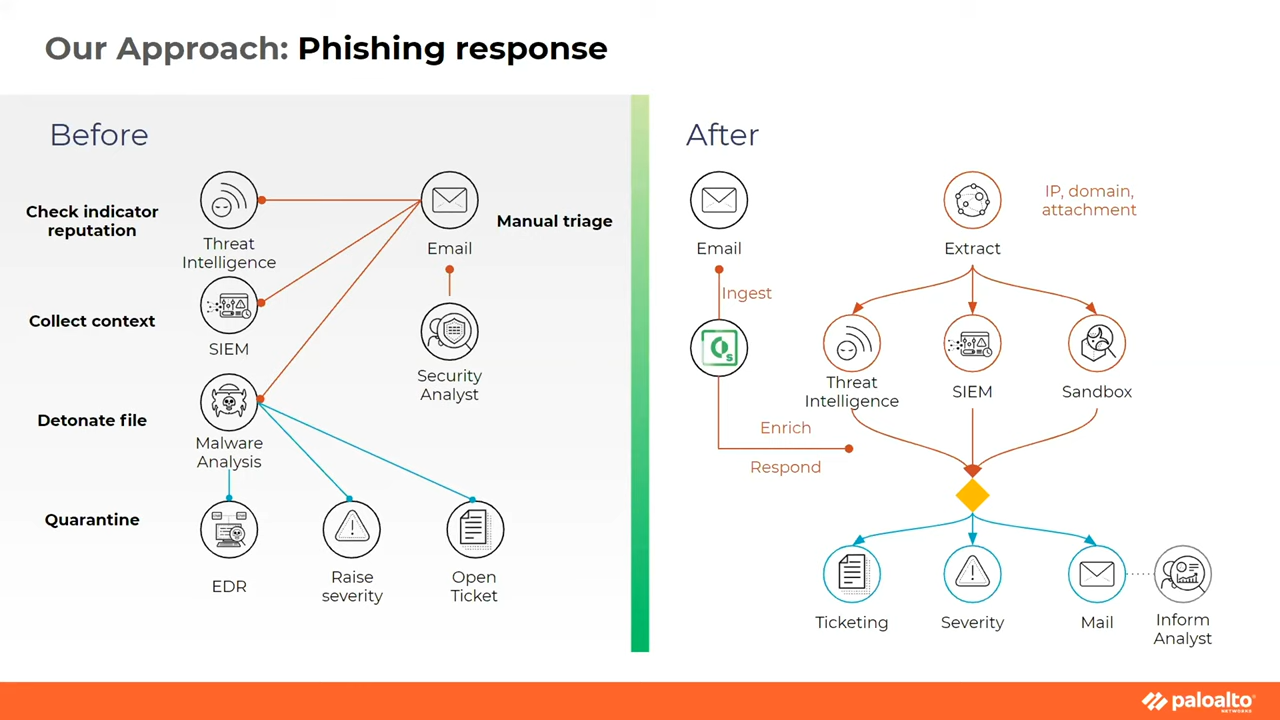 Our Approach: Phishing response
Before
Check indicator
reputation
Threat
Intelligence
Email
Manual triage
Collect context
SIEM
Security
Analyst
Detonate file
Malware
Analysis
Quarantine
EDR
Raise
severity
Open
Ticket
After
Email
Ingest
Extract
IP, domain,
attachment
Threat
Intelligence
SIEM
Sandbox
Enrich
Respond
Ticketing
Severity
Mail
Inform
Analyst
paloalto
NETWORKS